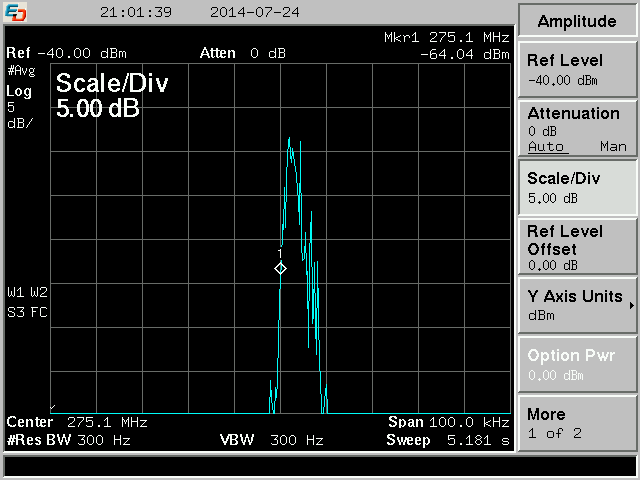 ED 21:01:39 2014-07-24
Mkr1 275.1 MHz
Ref -40.00 dBm Atten 0 dB -64.04 dBm
#Avg
Log
5
dB/
Scale/Div
5.00 dB
1
W1 W2
S3 FC
Center 275.1 MHz Span 100.0 kHz
#Res BW 300 Hz VBW 300 Hz Sweep 5.181 s
Amplitude
Ref Level
-40.00 dBm
Attenuation
0 dB
Auto Man
Scale/Div
5.00 dB
Ref Level
Offset
0.00 dB
Y Axis Units
dBm
Option Pwr
0.00 dBm
More
1 of 2